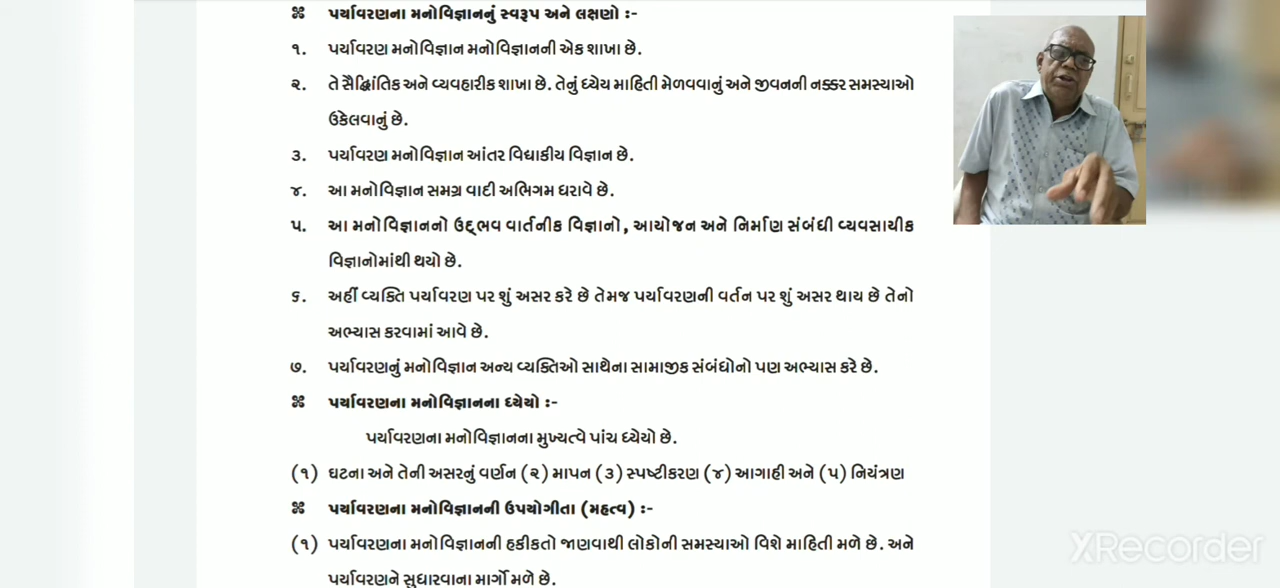 ⌘ પર્યાવરણના મનોવિજ્ઞાનનું સ્વરૂપ અને લક્ષણો :-
૧. પર્યાવરણ મનોવિજ્ઞાન મનોવિજ્ઞાનની એક શાખા છે.
૨. તે સૈદ્ધિાંતિક અને વ્યવહારીક શાખા છે. તેનું ધ્યેય માહિતી મેળવવાનું અને જીવનની નક્કર સમસ્યાઓ
ઉકેલવાનું છે.
૩. પર્યાવરણ મનોવિજ્ઞાન આંતર વિદ્યાકીય વિજ્ઞાન છે.
૪. આ મનોવિજ્ઞાન સમગ્ર વાદી અભિગમ ધરાવે છે.
૫. આ મનોવિજ્ઞાનનો ઉદ્ભવ વાર્તનીક વિજ્ઞાનો, આયોજન અને નિર્માણ સંબંધી વ્યવસાયીક
વિજ્ઞાનોમાંથી થયો છે.
૬. અહીં વ્યક્તિ પર્યાવરણ પર શું અસર કરે છે તેમજ પર્યાવરણની વર્તન પર શું અસર થાય છે તેનો
અભ્યાસ કરવામાં આવે છે.
૭. પર્યાવરણનું મનોવિજ્ઞાન અન્ય વ્યક્તિઓ સાથેના સામાજીક સંબંધોનો પણ અભ્યાસ કરે છે.
⌘ પર્યાવરણના મનોવિજ્ઞાનના ધ્યેયો :-
પર્યાવરણના મનોવિજ્ઞાનના મુખ્યત્વે પાંચ ધ્યેયો છે.
(૧) ઘટના અને તેની અસરનું વર્ણન (૨) માપન (૩) સ્પષ્ટીકરણ (૪) આગાહી અને (૫) નિયંત્રણ
⌘ પર્યાવરણના મનોવિજ્ઞાનની ઉપયોગીતા (મહત્વ) :-
(૧) પર્યાવરણના મનોવિજ્ઞાનની હકીકતો જાણવાથી લોકોની સમસ્યાઓ વિશે માહિતી મળે છે. અને
પર્યાવરણને સુધારવાના માર્ગો મળે છે.
XRecorder